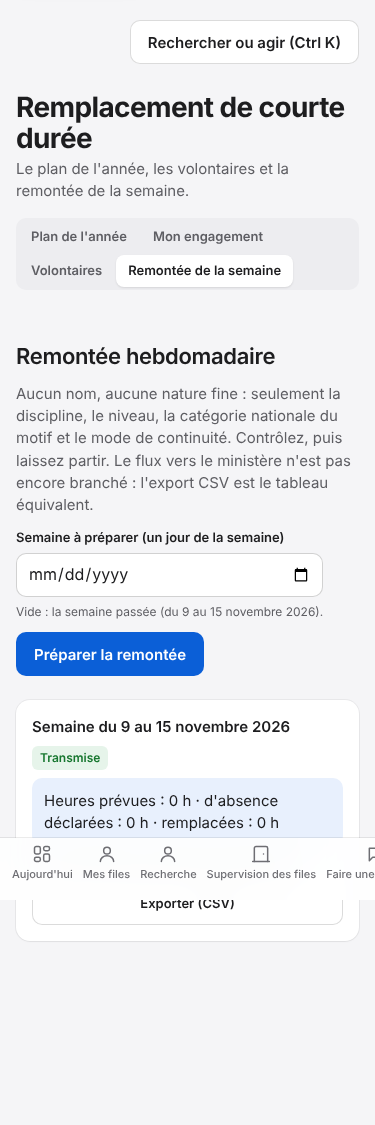 Rechercher ou agir (Ctrl K)
Remplacement de courte
durée
Le plan de l'année, les volontaires et la
remontée de la semaine.
Plan de l'année
Mon engagement
Volontaires
Remontée de la semaine
Remontée hebdomadaire
Aucun nom, aucune nature fine : seulement la
discipline, le niveau, la catégorie nationale du
motif et le mode de continuité. Contrôlez, puis
laissez partir. Le flux vers le ministère n'est pas
encore branché : l'export CSV est le tableau
équivalent.
Semaine à préparer (un jour de la semaine)
mm/dd/yyyy
Vide : la semaine passée (du 9 au 15 novembre 2026).
Préparer la remontée
Semaine du 9 au 15 novembre 2026
Transmise
Heures prévues : 0 h · d'absence
déclarées : 0 h · remplacées : 0 h
Aujourd'hui
Mes files
Recherche
Supervision des files
Faire une
Exporter (CSV)